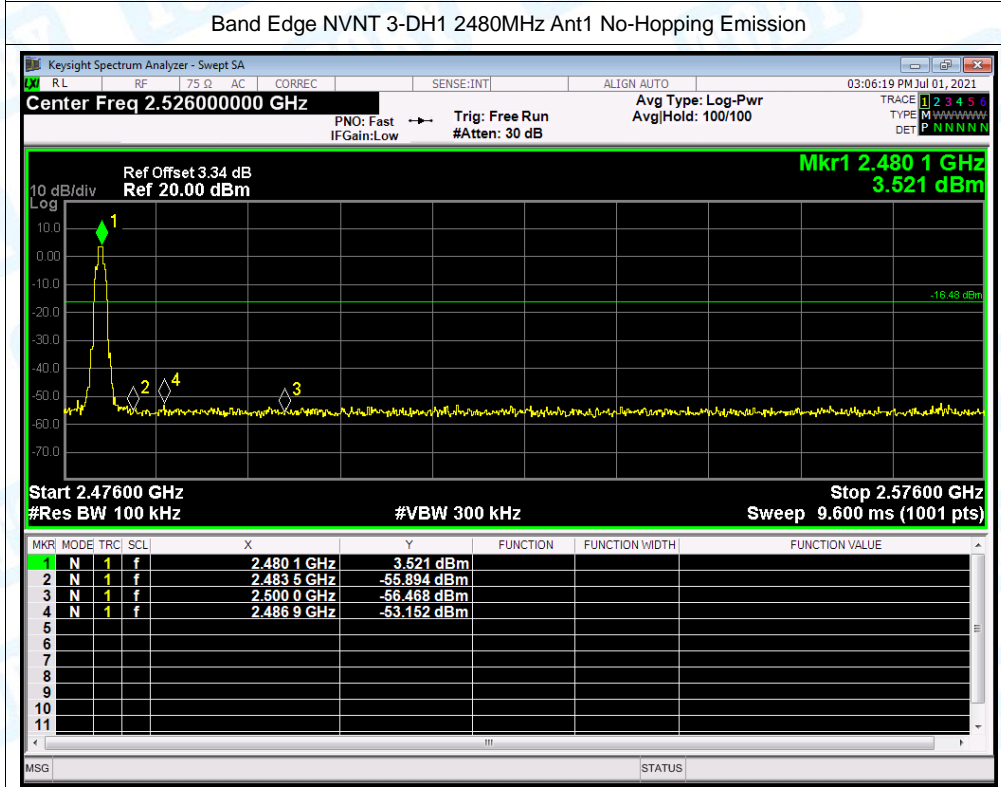 Band Edge NVNT 3-DH1 2480MHz Ant1 No-Hopping Emission
Keysight Spectrum Analyzer - Swept SA
LXI RL RF 75 Ω AC CORREC SENSE:INT ALIGN AUTO 03:06:19 PM Jul 01, 2021
Center Freq 2.526000000 GHz
PNO: Fast
IFGain:Low
Trig: Free Run
#Atten: 30 dB
Avg Type: Log-Pwr
Avg|Hold: 100/100
TRACE 1 2 3 4 5 6
TYPE M WWWWW
DET P N N N N N
Mkr1 2.480 1 GHz
3.521 dBm
Ref Offset 3.34 dB
10 dB/div Ref 20.00 dBm
Log
10.0
0.00
-10.0
-20.0
-30.0
-40.0
-50.0
-60.0
-70.0
1
2
4
3
-16.48 dBm
Start 2.47600 GHz Stop 2.57600 GHz
#Res BW 100 kHz #VBW 300 kHz Sweep 9.600 ms (1001 pts)
MKR MODE TRC SCL X Y FUNCTION FUNCTION WIDTH FUNCTION VALUE
1 N 1 f 2.480 1 GHz 3.521 dBm
2 N 1 f 2.483 5 GHz -55.894 dBm
3 N 1 f 2.500 0 GHz -56.468 dBm
4 N 1 f 2.486 9 GHz -53.152 dBm
5
6
7
8
9
10
11
MSG STATUS